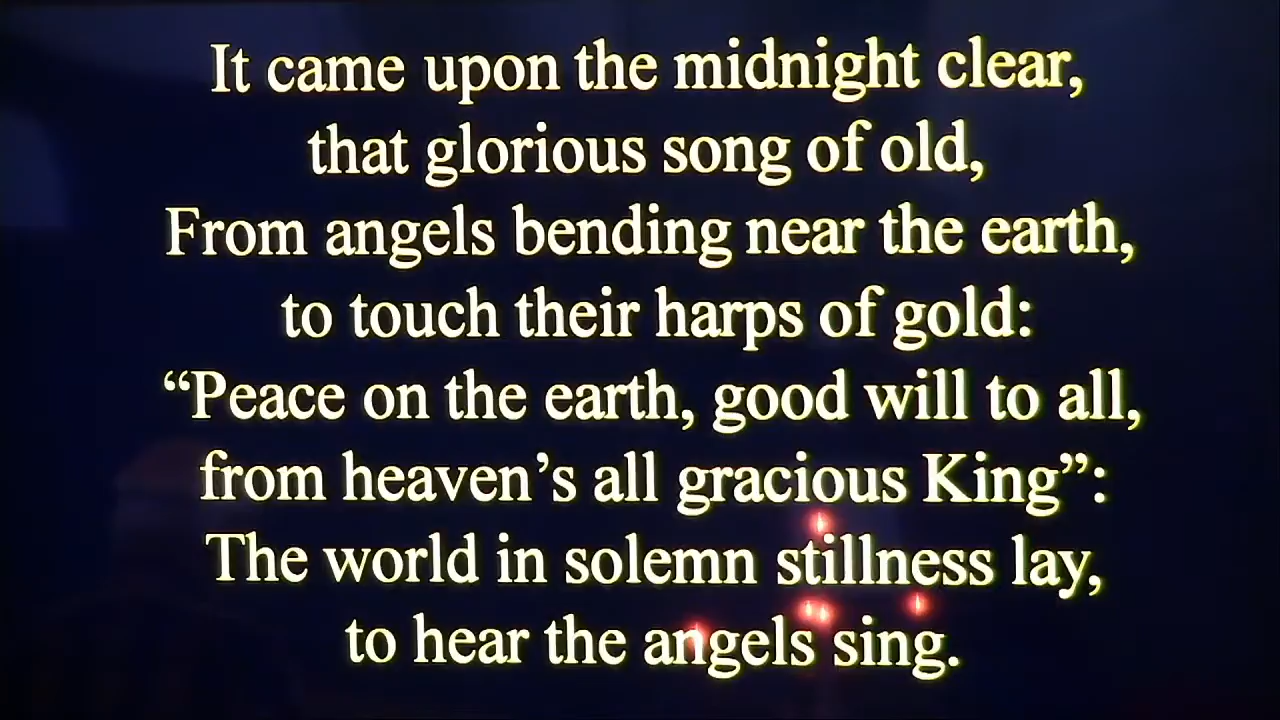 It came upon the midnight clear,
that glorious song of old,
From angels bending near the earth,
to touch their harps of gold:
“Peace on the earth, good will to all,
from heaven’s all gracious King”:
The world in solemn stillness lay,
to hear the angels sing.